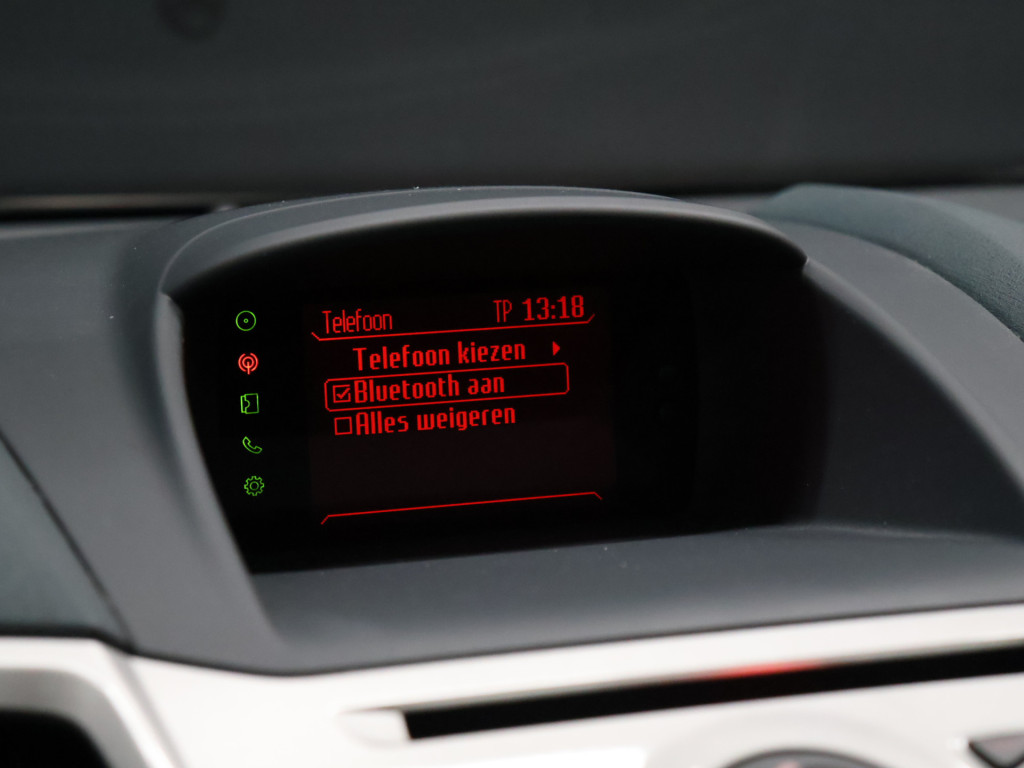 Telefoon TP 13:18
Telefoon kiezen
Bluetooth aan
Alles weigeren